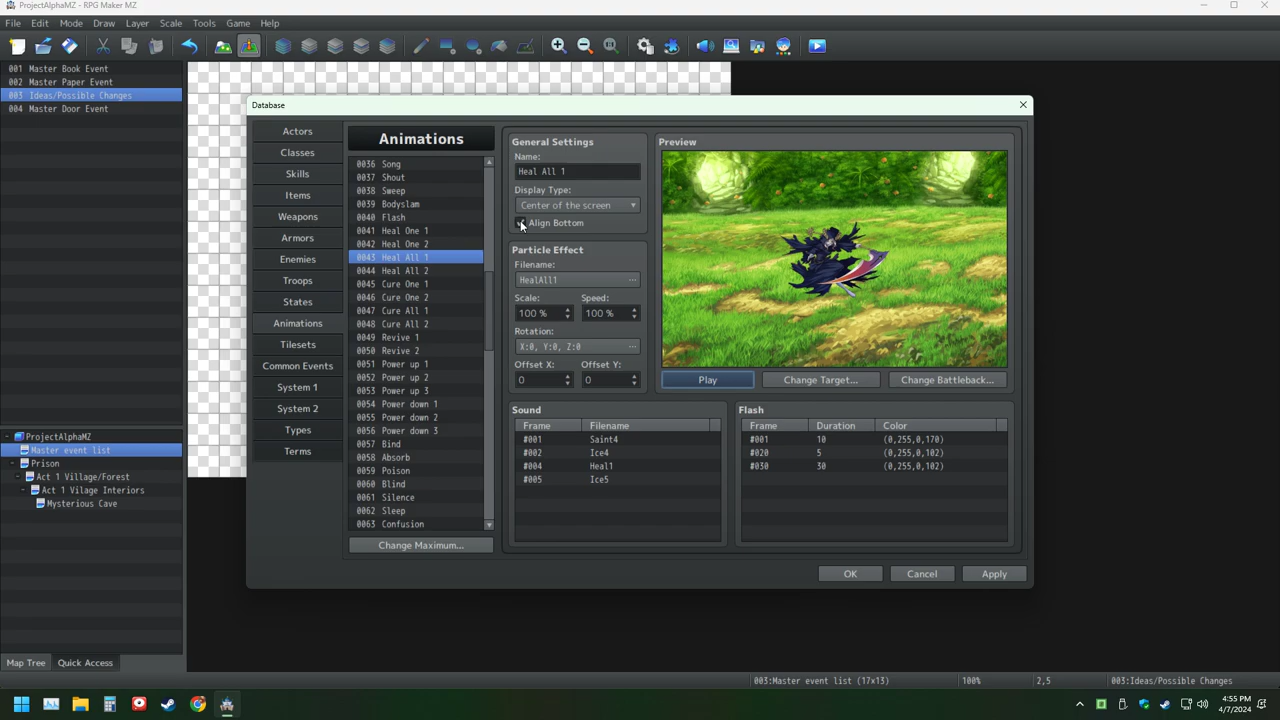 ProjectAlphaMZ - RPG Maker MZ
File Edit Mode Draw Layer Scale Tools Game Help
001 Master Book Event
002 Master Paper Event
003 Ideas/Possible Changes
004 Master Door Event
Database
Actors
Classes
Skills
Items
Weapons
Armors
Enemies
Troops
States
Animations
Tilesets
Common Events
System 1
System 2
Types
Terms
Animations
0036 Song
0037 Shout
0038 Sweep
0039 Bodyslam
0040 Flash
0041 Heal One 1
0042 Heal One 2
0043 Heal All 1
0044 Heal All 2
0045 Cure One 1
0046 Cure One 2
0047 Cure All 1
0048 Cure All 2
0049 Revive 1
0050 Revive 2
0051 Power up 1
0052 Power up 2
0053 Power up 3
0054 Power down 1
0055 Power down 2
0056 Power down 3
0057 Bind
0058 Absorb
0059 Poison
0060 Blind
0061 Silence
0062 Sleep
0063 Confusion
Change Maximum...
General Settings
Name:
Heal All 1
Display Type:
Center of the screen
Align Bottom
Particle Effect
Filename:
HealAll1 ...
Scale: Speed:
100 % 100 %
Rotation:
X:0, Y:0, Z:0 ...
Offset X: Offset Y:
0 0
Preview
Play Change Target... Change Battleback...
Sound
Frame Filename
#001 Saint4
#002 Ice4
#004 Heal1
#005 Ice5
Flash
Frame Duration Color
#001 10 (0,255,0,170)
#020 5 (0,255,0,102)
#030 30 (0,255,0,102)
OK Cancel Apply
ProjectAlphaMZ
Master event list
Prison
Act 1 Village/Forest
Act 1 Vilage Interiors
Mysterious Cave
Map Tree Quick Access
003:Master event list (17x13) 100% 2,5 003:Ideas/Possible Changes
4:55 PM
4/7/2024